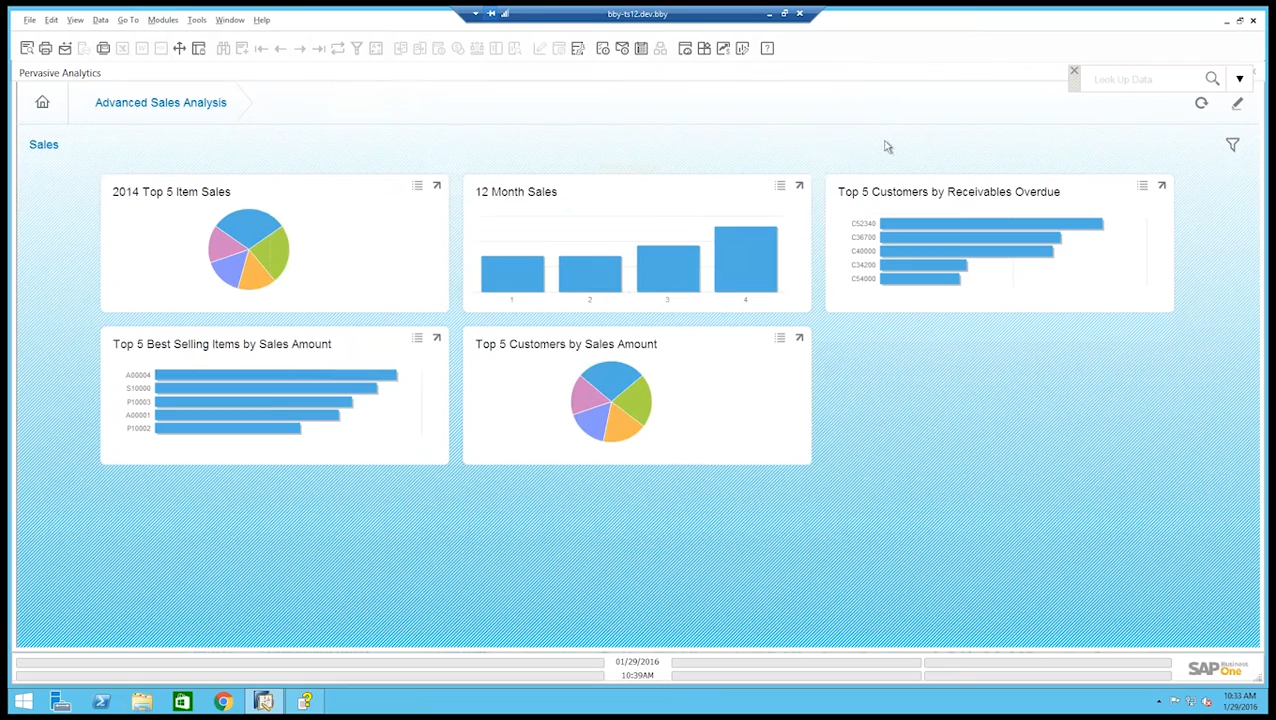 bby-ts12.dev.bby
File Edit View Data Go To Modules Tools Window Help
Pervasive Analytics
Look Up Data
Advanced Sales Analysis
Sales
2014 Top 5 Item Sales
12 Month Sales
1 2 3 4
Top 5 Customers by Receivables Overdue
C52340
C36700
C40000
C34200
C54000
Top 5 Best Selling Items by Sales Amount
A00004
S10000
P10003
A00001
P10002
Top 5 Customers by Sales Amount
01/29/2016
10:39AM
SAP Business One
10:33 AM
1/29/2016